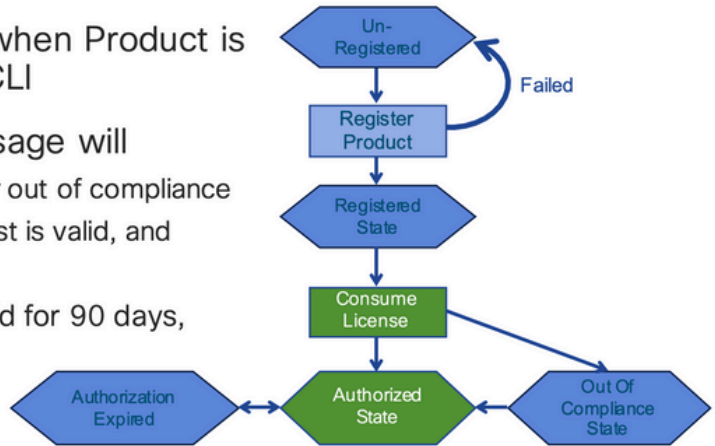 when Product is
CLI
sage will
r out of compliance
st is valid, and
d for 90 days,
Un-
Registered
Failed
Register
Product
Registered
State
Consume
License
Authorization
Expired
Authorized
State
Out Of
Compliance
State